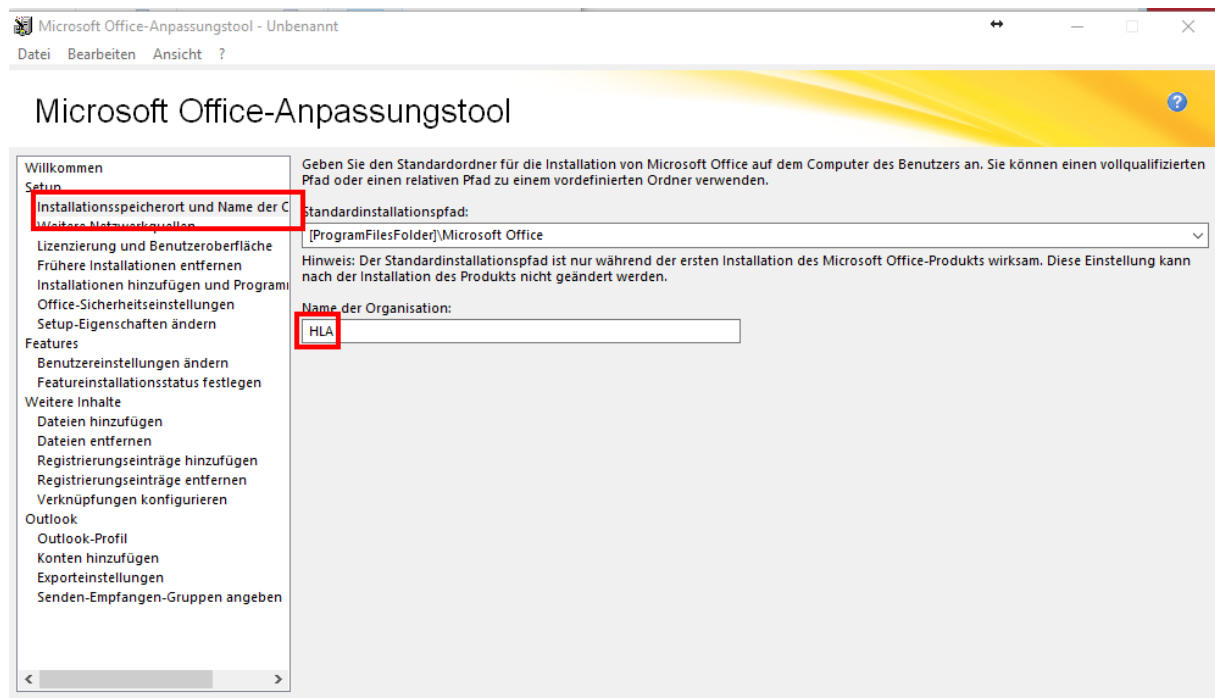 Microsoft Office-Anpassungstool - Unbenannt
Datei Bearbeiten Ansicht ?
Microsoft Office-Anpassungstool
Willkommen
Setup
Installationsspeicherort und Name der
Weitere Netzwerkquellen
Lizenzierung und Benutzeroberfläche
Frühere Installationen entfernen
Installationen hinzufügen und Program
Office-Sicherheitseinstellungen
Setup-Eigenschaften ändern
Features
Benutzereinstellungen ändern
Featureinstallationsstatus festlegen
Weitere Inhalte
Dateien hinzufügen
Dateien entfernen
Registrierungseinträge hinzufügen
Registrierungseinträge entfernen
Verknüpfungen konfigurieren
Outlook
Outlook-Profil
Konten hinzufügen
Exporteinstellungen
Senden-Empfangen-Gruppen angeben
Geben Sie den Standardordner für die Installation von Microsoft Office auf dem Computer des Benutzers an. Sie können einen vollqualifizierten
Pfad oder einen relativen Pfad zu einem vordefinierten Ordner verwenden.
Standardinstallationspfad:
[ProgramFilesFolder]\Microsoft Office
Hinweis: Der Standardinstallationspfad ist nur während der ersten Installation des Microsoft Office-Produkts wirksam. Diese Einstellung kann
nach der Installation des Produkts nicht geändert werden.
Name der Organisation:
HLA